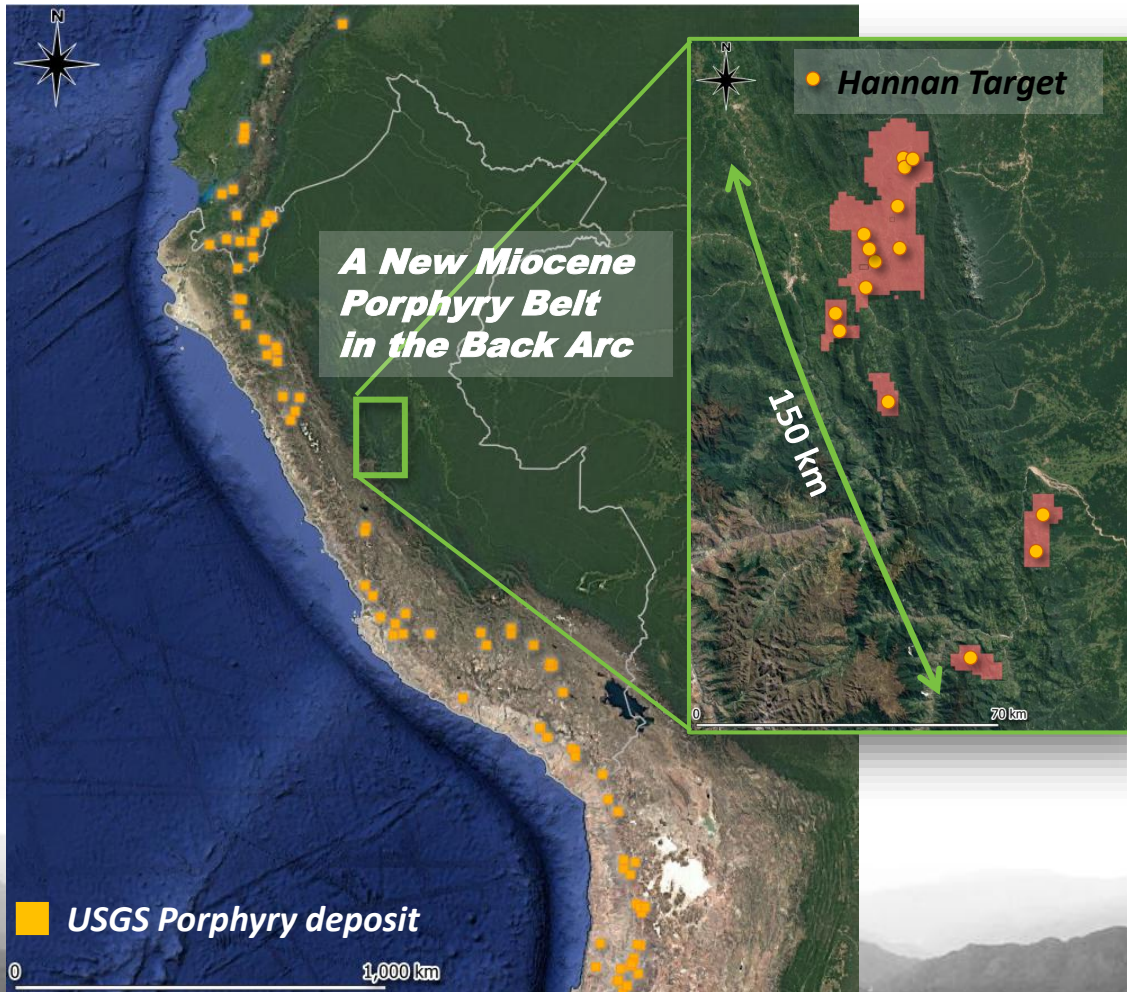 N
N
Hannan Target
A New Miocene
Porphyry Belt
in the Back Arc
150 km
0
70 km
USGS Porphyry deposit
0
1,000 km